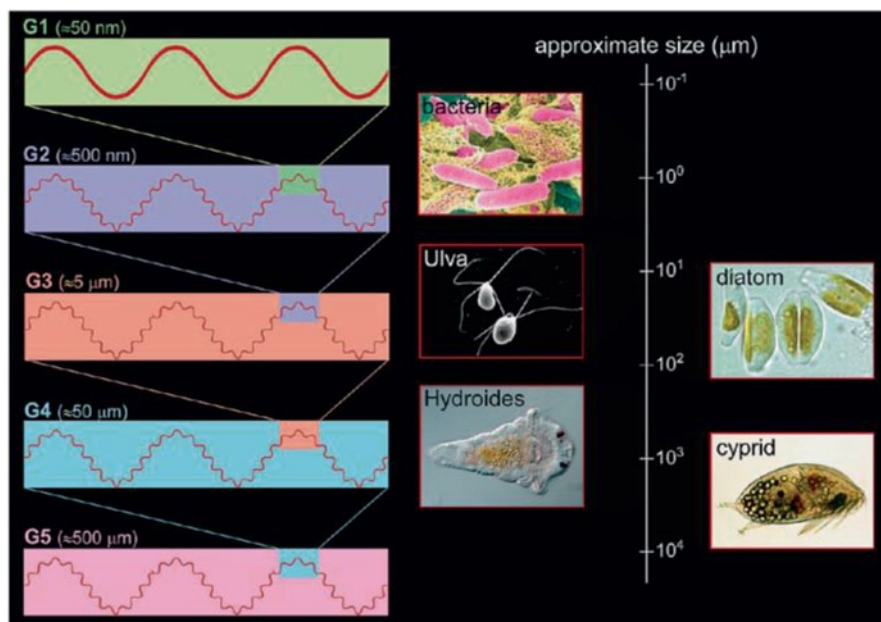 G1 (≈50 nm)
G2 (≈500 nm)
G3 (≈5 μm)
G4 (≈50 μm)
G5 (≈500 μm)
approximate size (μm)
bacteria
Ulva
Hydroides
10⁻¹
10⁰
10¹
10²
10³
10⁴
diatom
cyprid